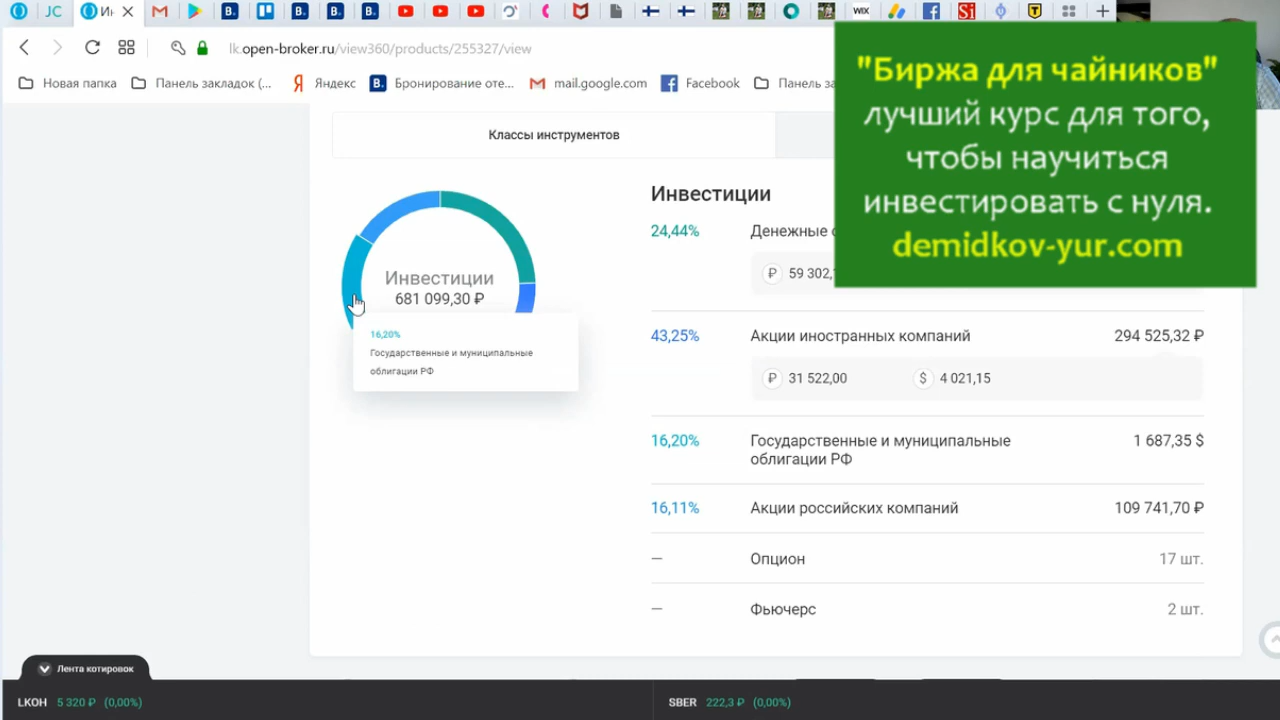 JC
Ин
B.
B.
B.
B.
WIX
Si
lk.open-broker.ru/view360/products/255327/view
Новая папка
Панель закладок (...
Яндекс
B.
Бронирование оте...
mail.google.com
Facebook
"Биржа для чайников"
лучший курс для того,
чтобы научиться
инвестировать с нуля.
demidkov-yur.com
Классы инструментов
Инвестиции
681 099,30 ₽
16,20%
Государственные и муниципальные
облигации РФ
Инвестиции
24,44%
Денежные
₽ 59 302,
43,25%
Акции иностранных компаний
294 525,32 ₽
₽ 31 522,00
$ 4 021,15
16,20%
Государственные и муниципальные
облигации РФ
1 687,35 $
16,11%
Акции российских компаний
109 741,70 ₽
—
Опцион
17 шт.
—
Фьючерс
2 шт.
Лента котировок
LKOH 5 320 ₽ (0,00%)
SBER 222,3 ₽ (0,00%)